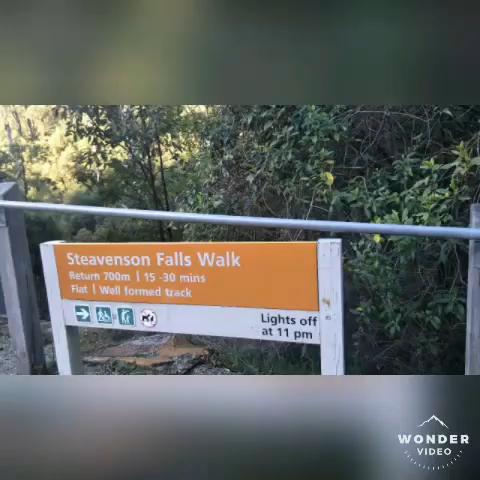 Steavenson Falls Walk
Return 700m | 15 -30 mins
Flat | Well formed track
Lights off
at 11 pm
WONDER
VIDEO